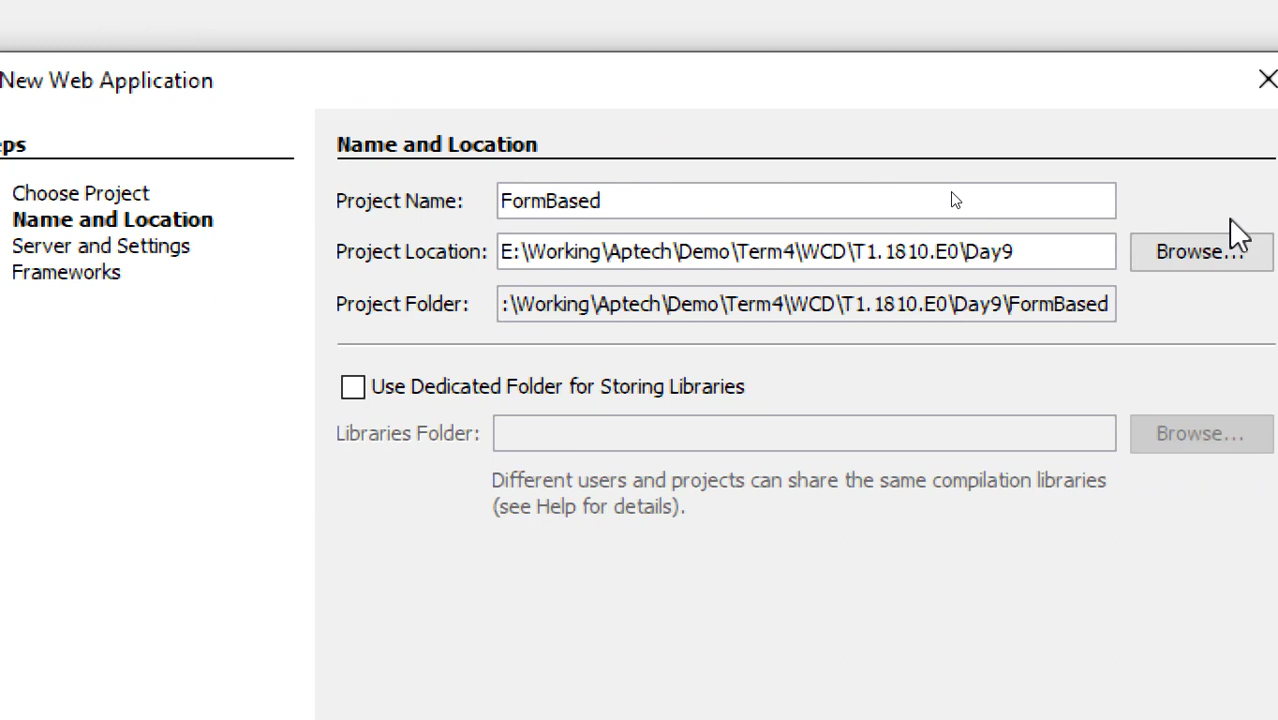 New Web Application
eps
Choose Project
Name and Location
Server and Settings
Frameworks
Name and Location
Project Name: FormBased
Project Location: E:\Working\Aptech\Demo\Term4\WCD\T1.1810.E0\Day9 Browse...
Project Folder: :\Working\Aptech\Demo\Term4\WCD\T1.1810.E0\Day9\FormBased
Use Dedicated Folder for Storing Libraries
Libraries Folder: Browse...
Different users and projects can share the same compilation libraries
(see Help for details).